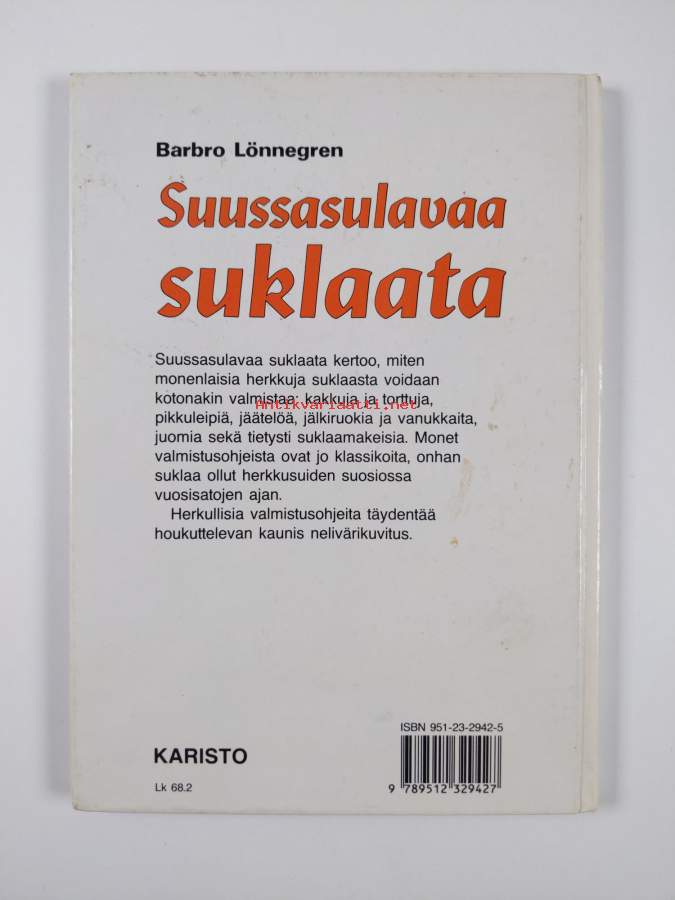 Barbro Lönnegren
Suussasulavaa
suklaata
Suussasulavaa suklaata kertoo, miten
monenlaisia herkkuja suklaasta voidaan
kotonakin valmistaa: kakkuja ja torttuja,
Antikvariaatti.net
pikkuleipiä, jäätelöä, jälkiruokia ja vanukkaita,
juomia sekä tietysti suklaamakeisia. Monet
valmistusohjeista ovat jo klassikoita, onhan
suklaa ollut herkkusuiden suosiossa
vuosisatojen ajan.
Herkullisia valmistusohjeita täydentää
houkuttelevan kaunis nelivärikuvitus.
ISBN 951-23-2942-5
KARISTO
Lk 68.2
9 789512 329427